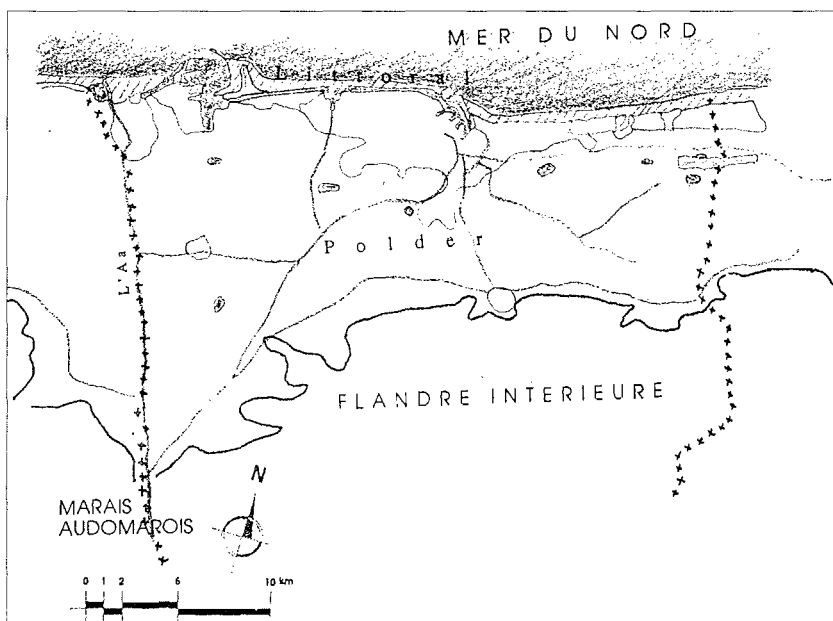 MER DU NORD
Littoral
L'Aa
Polder
FLANDRE INTERIEURE
N
MARAIS
AUDOMAROIS
0 1 2 6 10 km